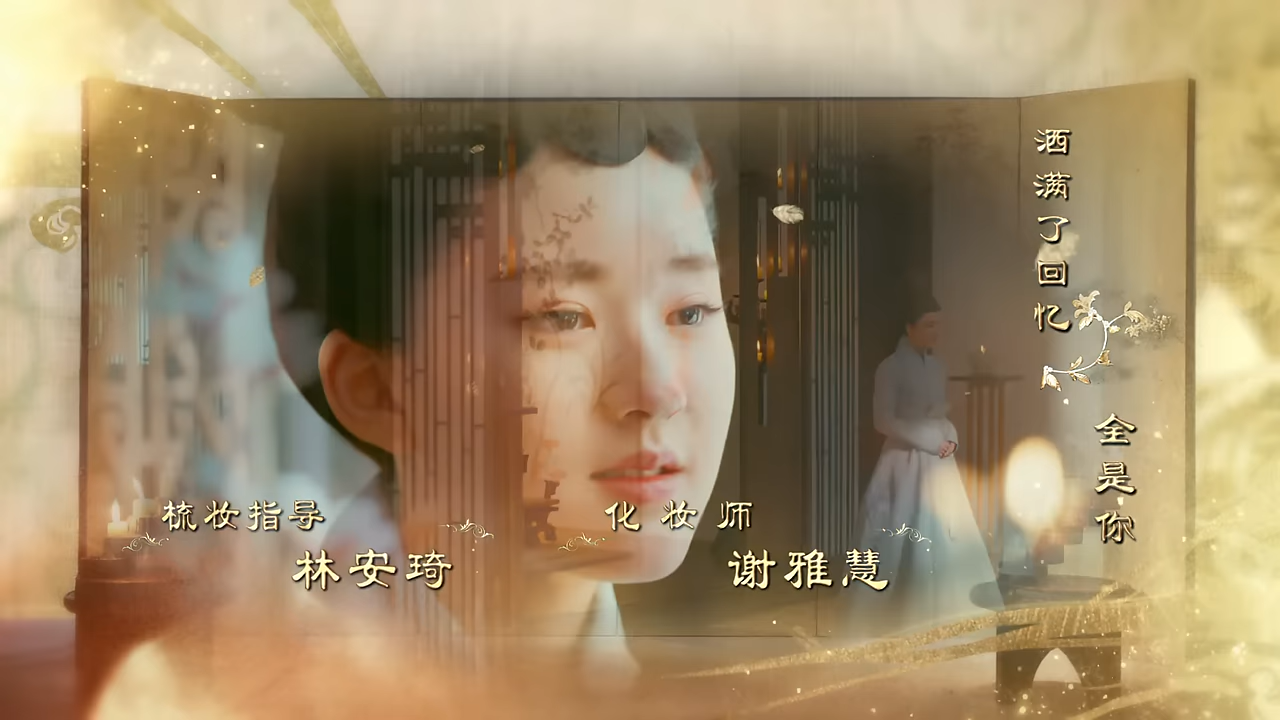 洒满了回忆
全是你
梳妆指导
林安琦
化妆师
谢雅慧